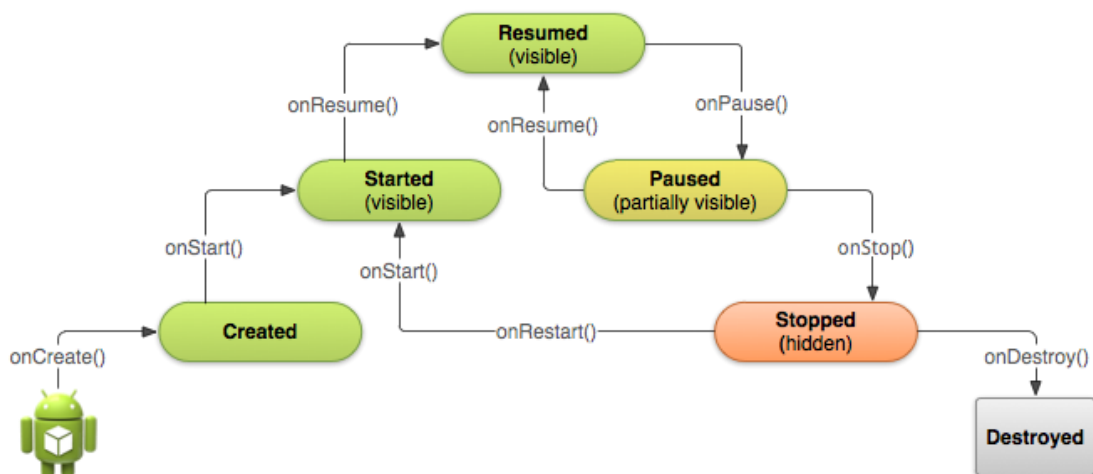 Resumed
(visible)
onResume()
onResume()
onPause()
Started
(visible)
Paused
(partially visible)
onStart()
onStart()
onStop()
Created
onRestart()
Stopped
(hidden)
onCreate()
onDestroy()
Destroyed